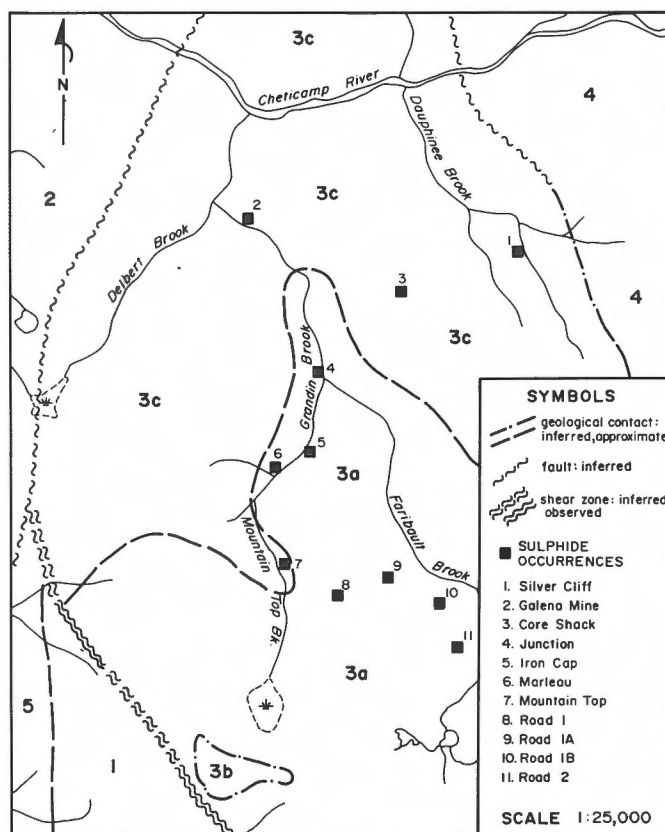 3c
N
Cheticamp River
4
Dauphinee Brook
2
2
3c
Delbert Brook
1
3
4
3c
Grandin Brook
4
3c
SYMBOLS
geological contact:
inferred, approximate
fault: inferred
shear zone: inferred
observed
SULPHIDE
OCCURRENCES
1. Silver Cliff
2. Galena Mine
3. Core Shack
4. Junction
5. Iron Cap
6. Marleau
7. Mountain Top
8. Road 1
9. Road 1A
10. Road 1B
11. Road 2
SCALE 1:25,000
5
6
3a
Faribault Brook
Mountain Top Bk.
7
8
9
10
11
3a
5
1
3b